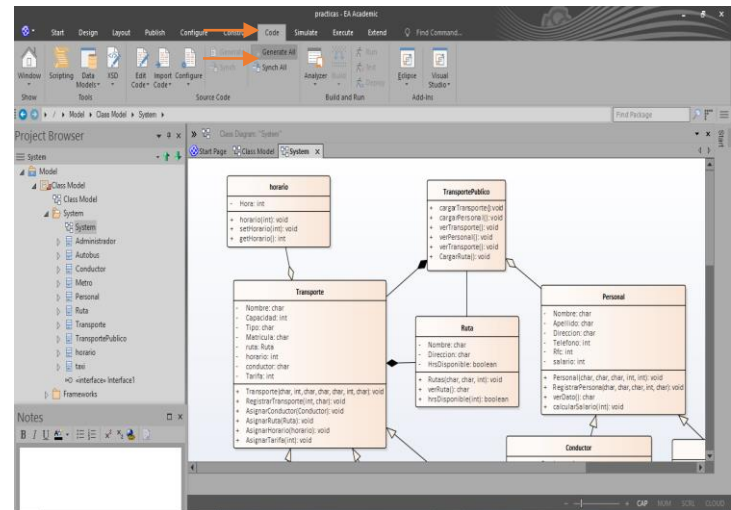 practicas - EA Academic
Start Design Layout Publish Configure Construct Code Simulate Execute Extend Find Command...
Window Scripting Data Models XSD Edit Code Import Code Configure Generate Generate All Synch All Analyzer Build Run Test Deploy Eclipse Visual Studio
Show Tools Source Code Build and Run Add-Ins
/ Model Class Model System Find Package
Project Browser
System
Model
Class Model
Class Model
System
System
Administrador
Autobus
Conductor
Metro
Personal
Ruta
Transporte
TransportePublico
horario
taxi
«interface» Interface1
Frameworks
Notes
B I U
Class Diagram: "System"
Start Page Class Model System x
Start
horario
- Hora: int
+ horario(int): void
+ setHorario(int): void
+ getHorario(): int
TransportePublico
+ cargarTransporte(): void
+ cargarPersonal(): void
+ verTransporte(): void
+ verPersonal(): void
+ verTransporte(): void
+ CargarRuta(): void
Transporte
- Nombre: char
- Capacidad: int
- Tipo: char
- Matricula: char
- ruta: Ruta
- horario: int
- conductor: char
- Tarifa: int
+ Transporte(char, int, char, char, char, int, char): void
+ RegistrarTransporte(int, char): void
+ AsignarConductor(Conductor): void
+ AsignarRuta(Ruta): void
+ AsignarHorario(horario): void
+ AsignarTarifa(int): void
Ruta
- Nombre: char
- Direccion: char
- HrsDisponible: boolean
+ Rutas(char, char, int): void
+ verRuta(): char
+ hrsDisponible(int): boolean
Personal
- Nombre: char
- Apellido: char
- Direccion: char
- Telefono: int
- Rfc: int
- salario: int
+ Personal(char, char, char, int, int): void
+ RegistrarPersona(char, char, char, int, char): void
+ verDato(): char
+ calcularSalario(int): void
Conductor
CAP NUM SCRL CLOUD